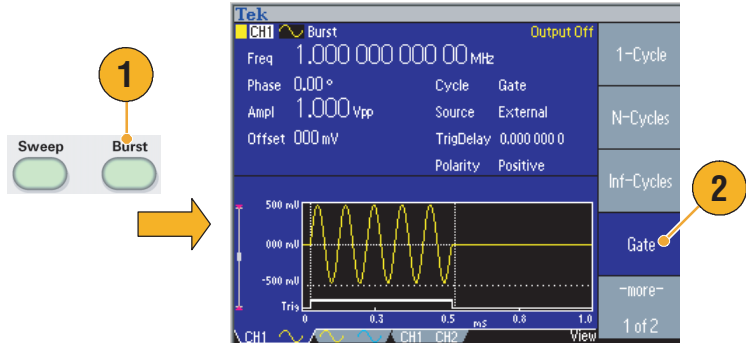 1
Sweep Burst
Tek
CH1 Burst Output Off
Freq 1.000 000 000 00 MHz
Phase 0.00 ° Cycle Gate
Ampl 1.000 Vpp Source External
Offset 000 mV TrigDelay 0.000 000 0
Polarity Positive
500 mV
000 mV
-500 mV
Trig
0 0.3 0.5 ms 0.8 1.0
CH1 CH1 CH2 View
1-Cycle
N-Cycles
Inf-Cycles
Gate
2
-more-
1 of 2